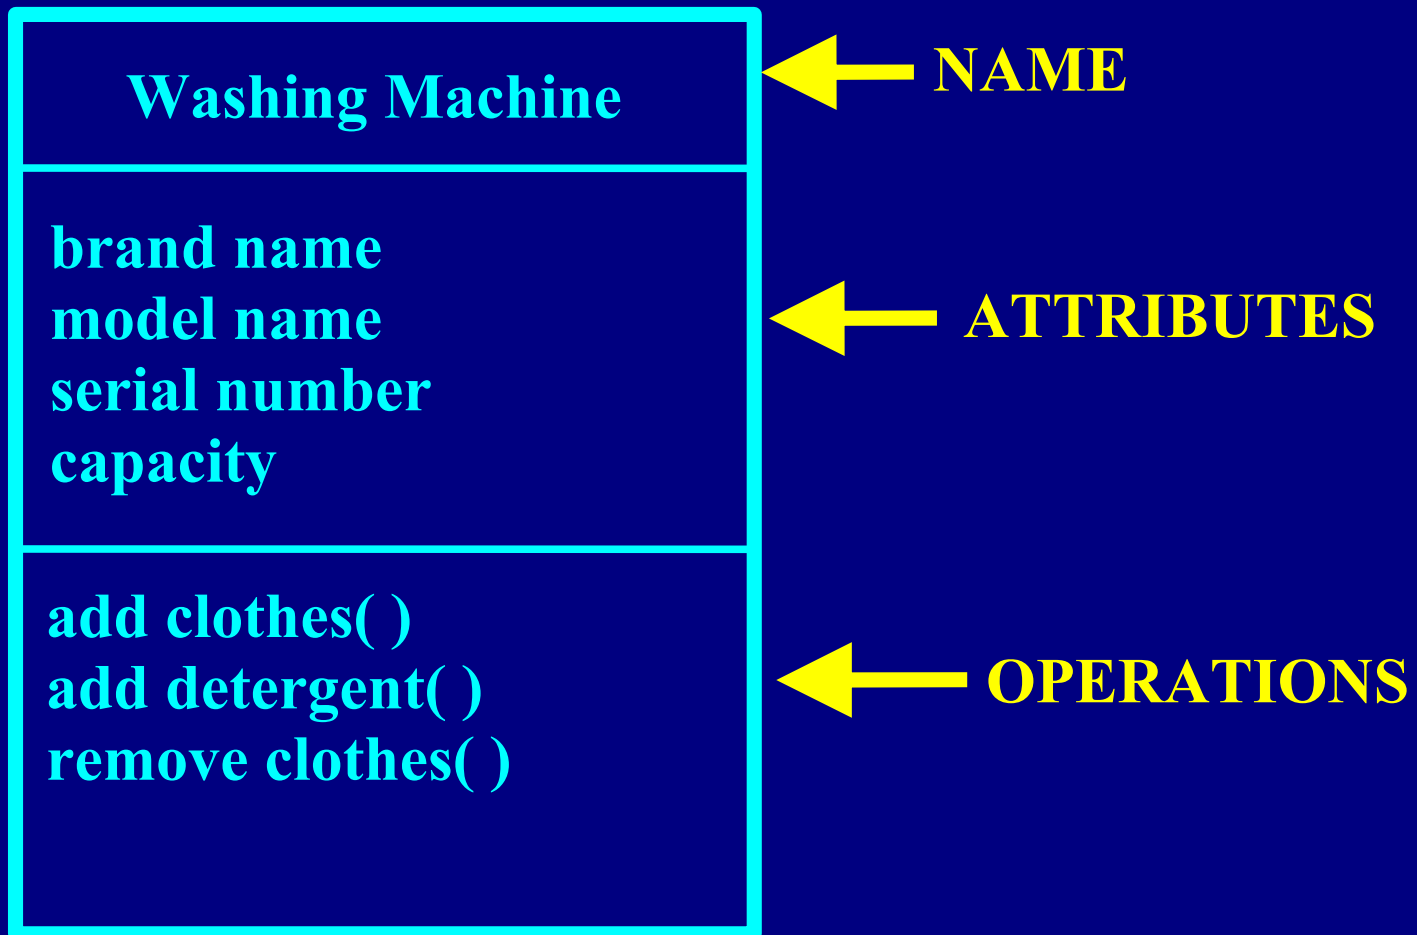 Washing Machine
NAME
brand name
model name
serial number
capacity
ATTRIBUTES
add clothes( )
add detergent( )
remove clothes( )
OPERATIONS